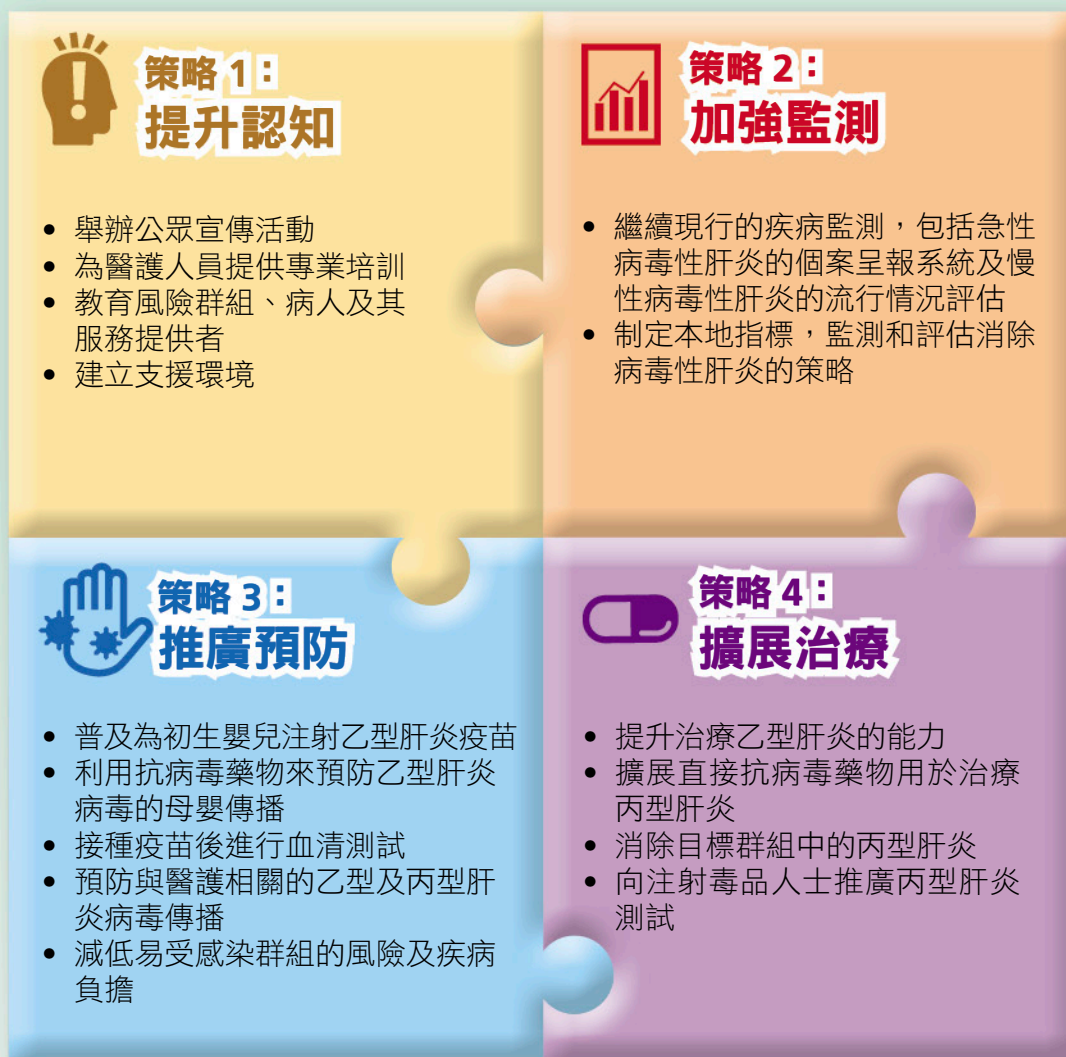 策略 1：
提升認知
• 舉辦公眾宣傳活動
• 為醫護人員提供專業培訓
• 教育風險群組、病人及其
服務提供者
• 建立支援環境
策略 2：
加強監測
• 繼續現行的疾病監測，包括急性
病毒性肝炎的個案呈報系統及慢
性病毒性肝炎的流行情況評估
• 制定本地指標，監測和評估消除
病毒性肝炎的策略
策略 3：
推廣預防
• 普及為初生嬰兒注射乙型肝炎疫苗
• 利用抗病毒藥物來預防乙型肝炎
病毒的母嬰傳播
• 接種疫苗後進行血清測試
• 預防與醫護相關的乙型及丙型肝
炎病毒傳播
• 減低易受感染群組的風險及疾病
負擔
策略 4：
擴展治療
• 提升治療乙型肝炎的能力
• 擴展直接抗病毒藥物用於治療
丙型肝炎
• 消除目標群組中的丙型肝炎
• 向注射毒品人士推廣丙型肝炎
測試